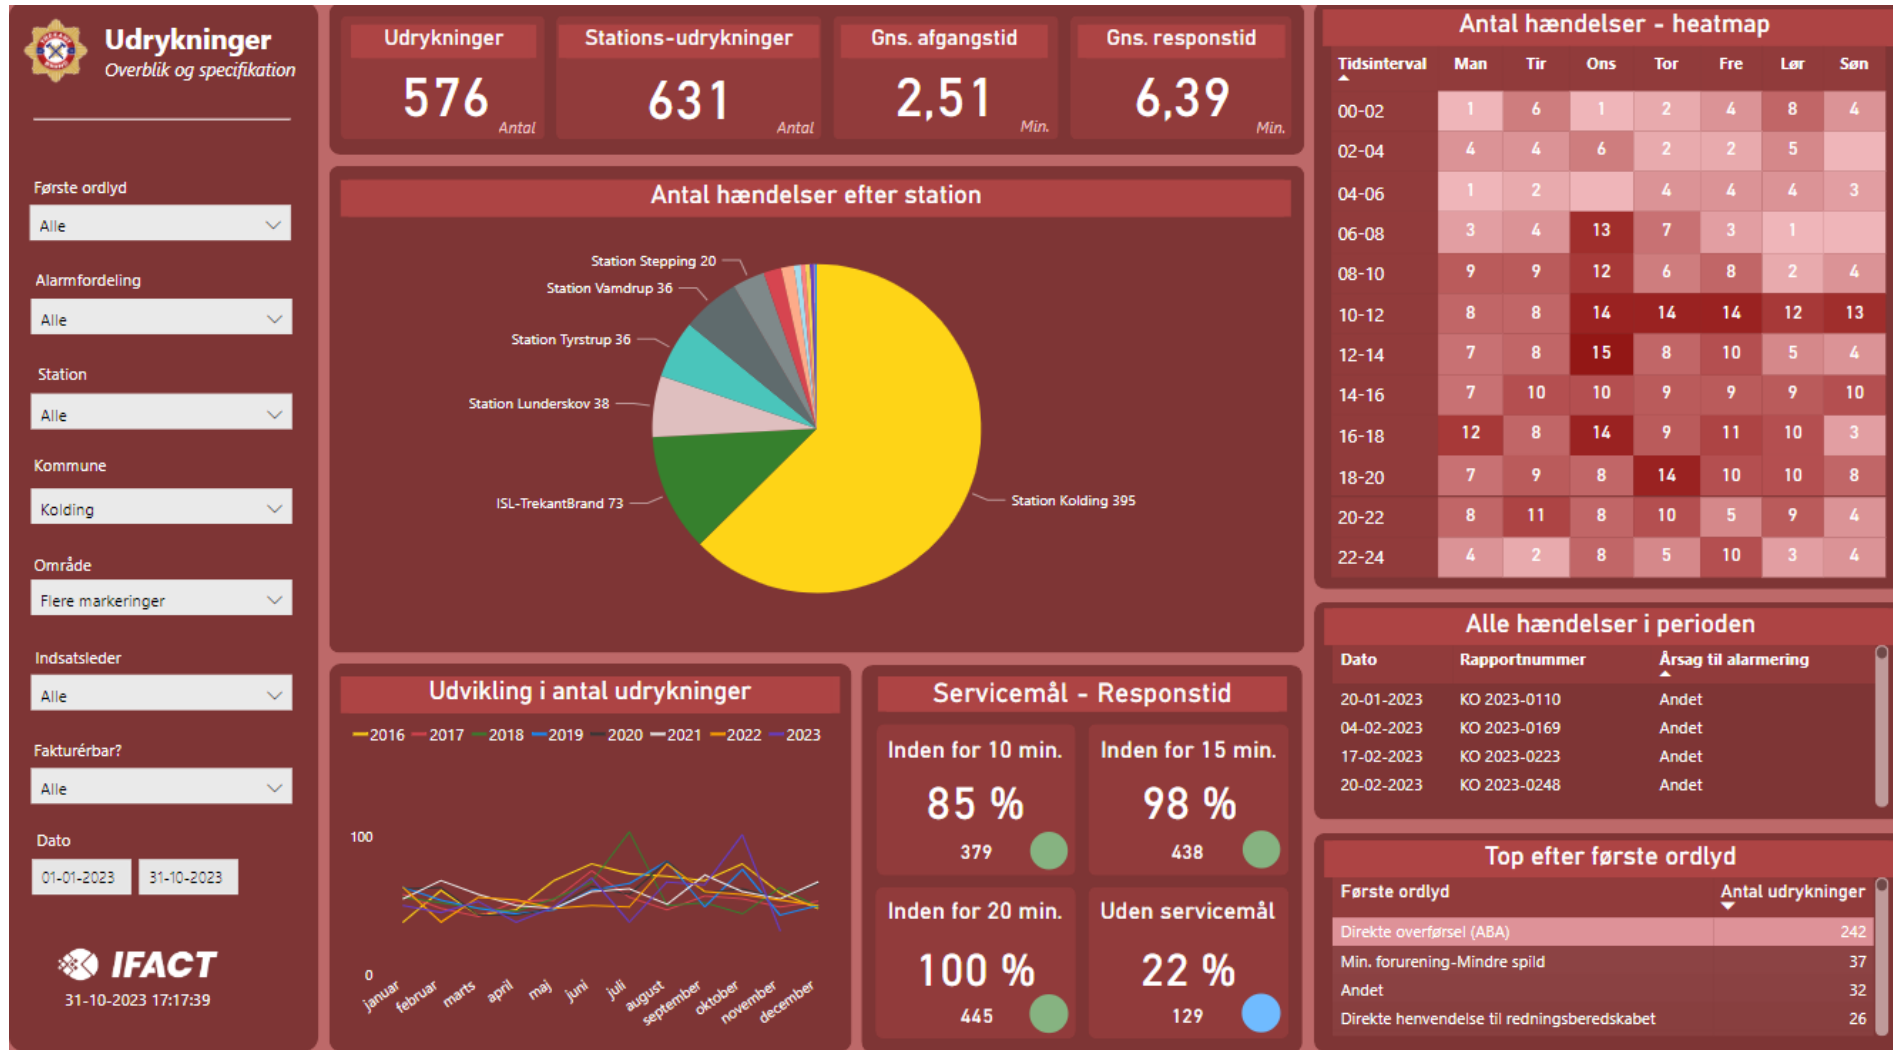 Udrykninger
Overblik og specifikation
Første ordlyd
Alle
Alarmfordeling
Alle
Station
Alle
Kommune
Kolding
Område
Flere markeringer
Indsatsleder
Alle
Fakturérbar?
Alle
Dato
01-01-2023 31-10-2023
IFACT
31-10-2023 17:17:39
Udrykninger
576
Antal
Stations-udrykninger
631
Antal
Gns. afgangstid
2,51
Min.
Gns. responstid
6,39
Min.
Antal hændelser efter station
Station Stepping 20
Station Vamdrup 36
Station Tyrstrup 36
Station Lunderskov 38
ISL-TrekantBrand 73
Station Kolding 395
Udvikling i antal udrykninger
2016 2017 2018 2019 2020 2021 2022 2023
100
0
januar februar marts april maj juni juli august september oktober november december
Servicemål - Responstid
Inden for 10 min.
85 %
379
Inden for 15 min.
98 %
438
Inden for 20 min.
100 %
445
Uden servicemål
22 %
129
Antal hændelser - heatmap
Tidsinterval Man Tir Ons Tor Fre Lør Søn
00-02 1 6 1 2 4 8 4
02-04 4 4 6 2 2 5
04-06 1 2 4 4 4 3
06-08 3 4 13 7 3 1
08-10 9 9 12 6 8 2 4
10-12 8 8 14 14 14 12 13
12-14 7 8 15 8 10 5 4
14-16 7 10 10 9 9 9 10
16-18 12 8 14 9 11 10 3
18-20 7 9 8 14 10 10 8
20-22 8 11 8 10 5 9 4
22-24 4 2 8 5 10 3 4
Alle hændelser i perioden
Dato Rapportnummer Årsag til alarmering
20-01-2023 KO 2023-0110 Andet
04-02-2023 KO 2023-0169 Andet
17-02-2023 KO 2023-0223 Andet
20-02-2023 KO 2023-0248 Andet
Top efter første ordlyd
Første ordlyd Antal udrykninger
Direkte overførsel (ABA) 242
Min. forurening-Mindre spild 37
Andet 32
Direkte henvendelse til redningsberedskabet 26